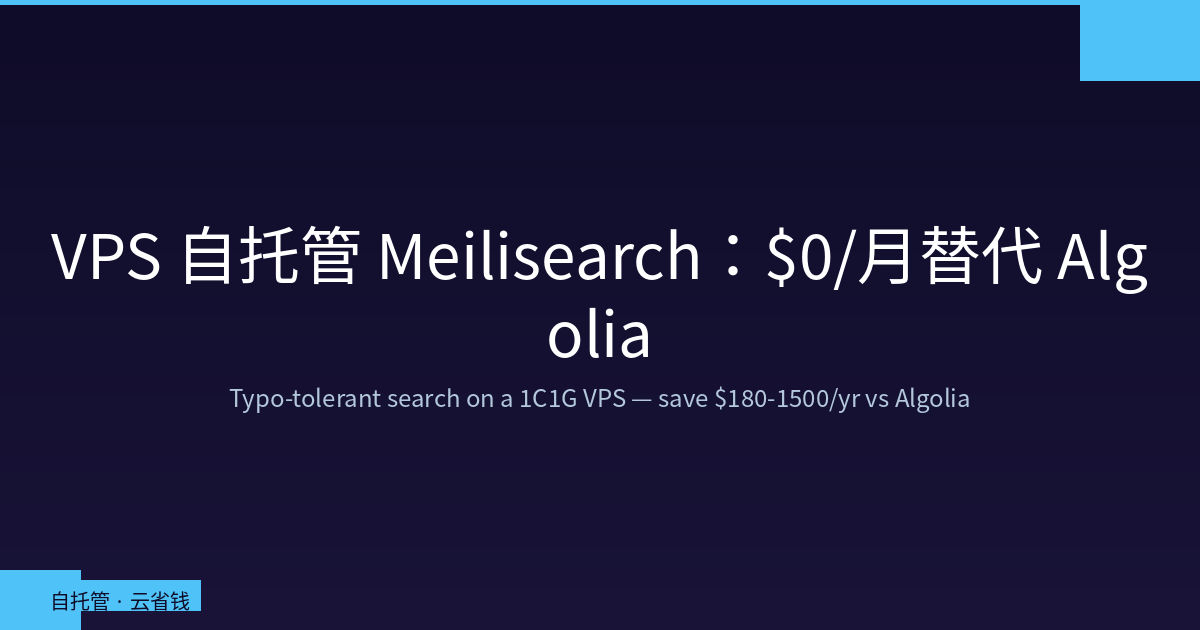 VPS 自托管 Meilisearch：$0/月替代 Alg
olia
Typo-tolerant search on a 1C1G VPS — save $180-1500/yr vs Algolia
自托管 · 云省钱